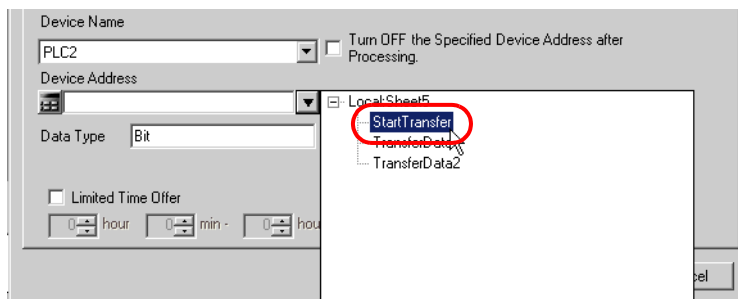 Device Name
PLC2
Turn OFF the Specified Device Address after
Processing.
Device Address
Local:Sheet5
StartTransfer
TransferData
TransferData2
Data Type Bit
Limited Time Offer
0 hour 0 min - 0 hou
cel